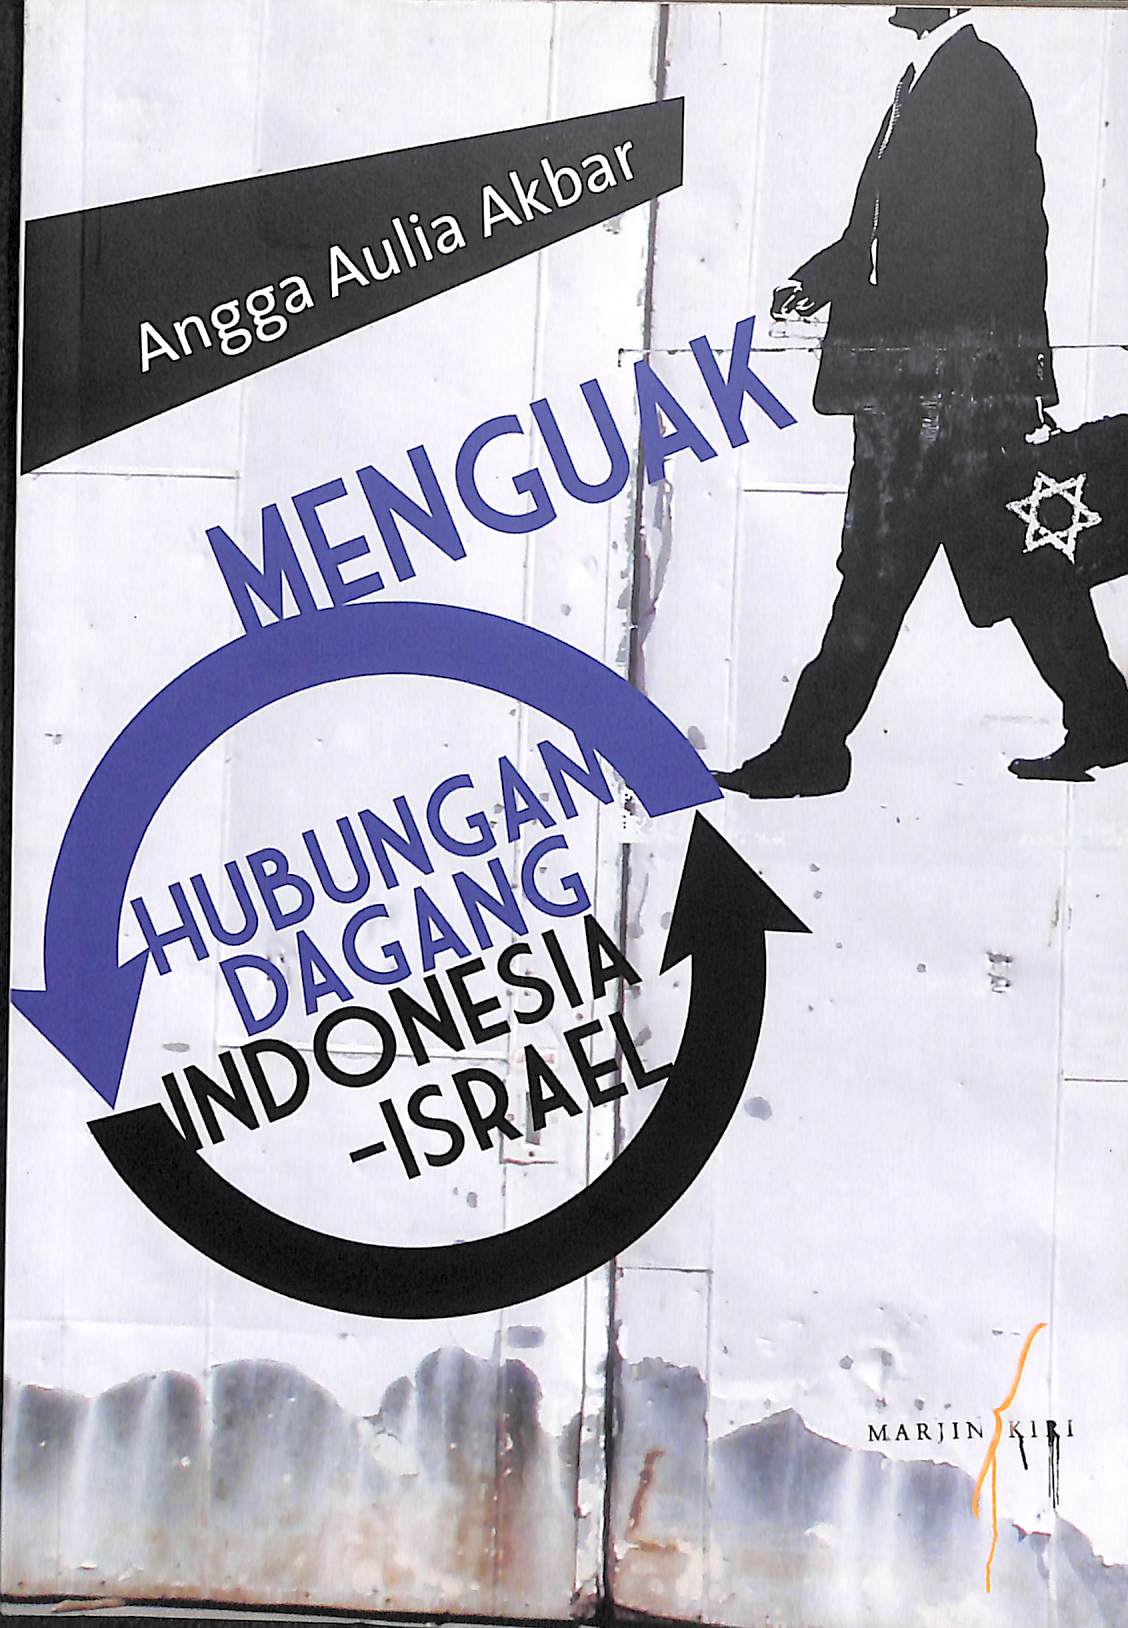 Angga Aulia Akbar
MENGUAK
HUBUNGAN
DAGANG
INDONESIA
-ISRAEL
MARJIN KIRI